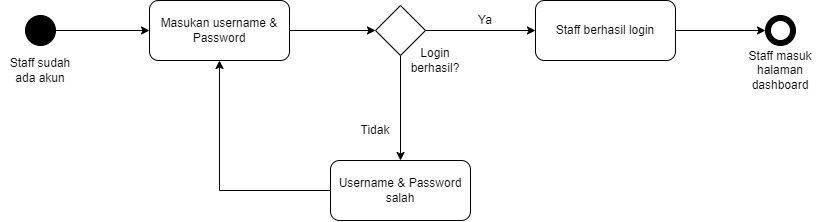 Staff sudah
ada akun
Masukan username &
Password
Login
berhasil?
Ya
Staff berhasil login
Staff masuk
halaman
dashboard
Tidak
Username & Password
salah